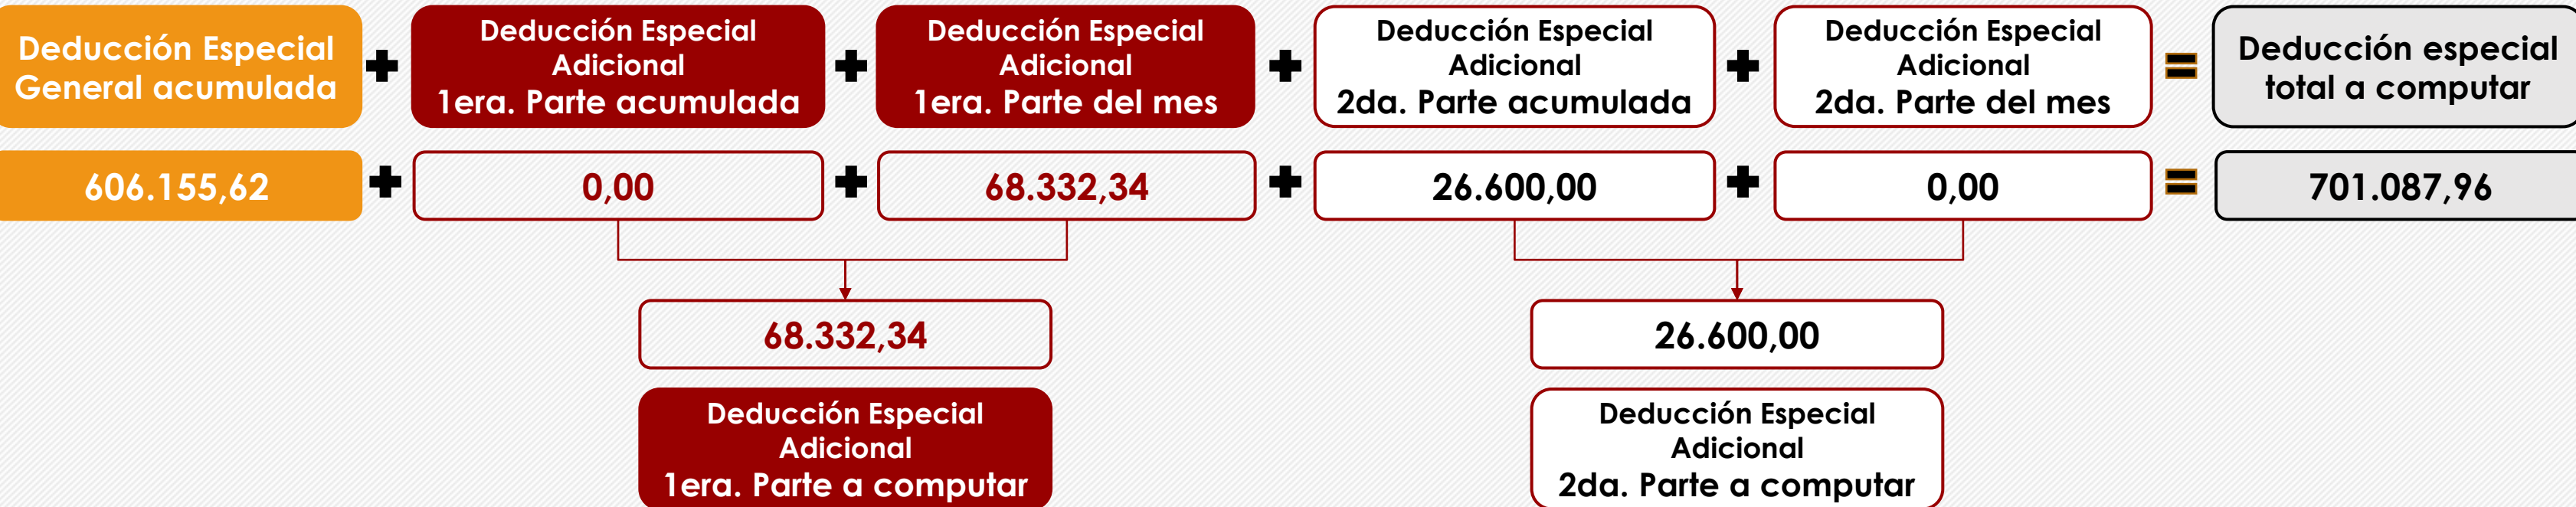 Deducción Especial
General acumulada
+
Deducción Especial
Adicional
1era. Parte acumulada
+
Deducción Especial
Adicional
1era. Parte del mes
+
Deducción Especial
Adicional
2da. Parte acumulada
+
Deducción Especial
Adicional
2da. Parte del mes
=
Deducción especial
total a computar
606.155,62 + 0,00 + 68.332,34 + 26.600,00 + 0,00 = 701.087,96
68.332,34
26.600,00
Deducción Especial
Adicional
1era. Parte a computar
Deducción Especial
Adicional
2da. Parte a computar